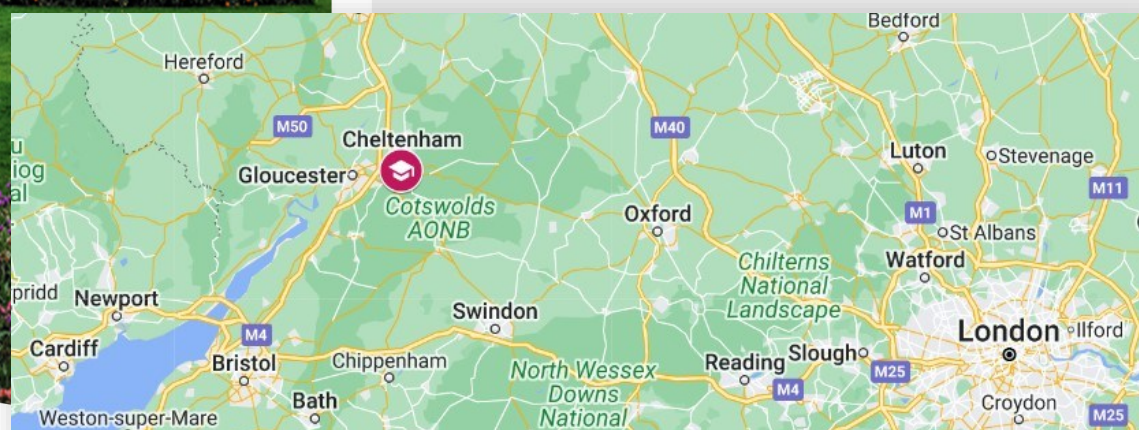 Bedford
Hereford
M50
M40
Cheltenham
Luton
Stevenage
Gloucester
M11
Cotswolds
AONB
Oxford
M1
St Albans
Chilterns
National
Landscape
Watford
Newport
Swindon
M4
London
Ilford
Cardiff
Bristol
Chippenham
North Wessex
Downs
National
Reading
Slough
M25
M4
Bath
Croydon
Weston-super-Mare
M25